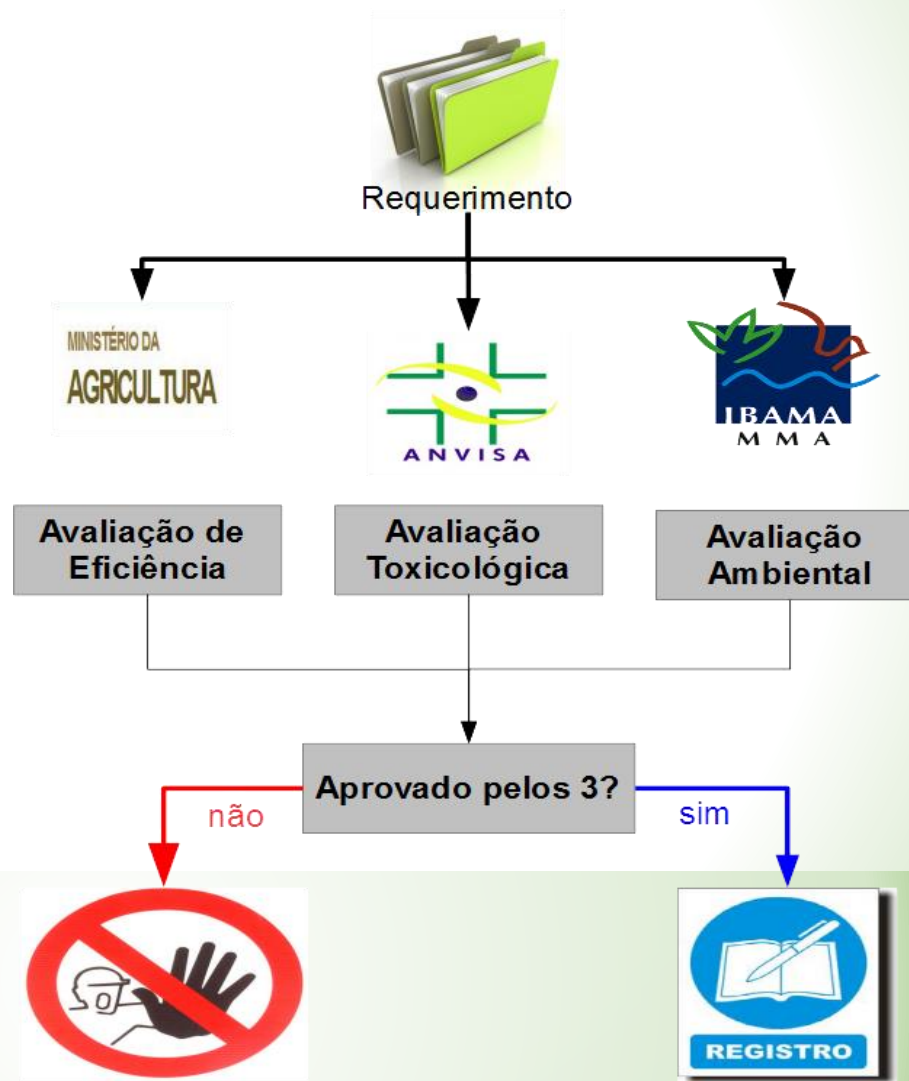 Requerimento
MINISTÉRIO DA
AGRICULTURA
ANVISA
IBAMA
M M A
Avaliação de
Eficiência
Avaliação
Toxicológica
Avaliação
Ambiental
Aprovado pelos 3?
não
sim
REGISTRO